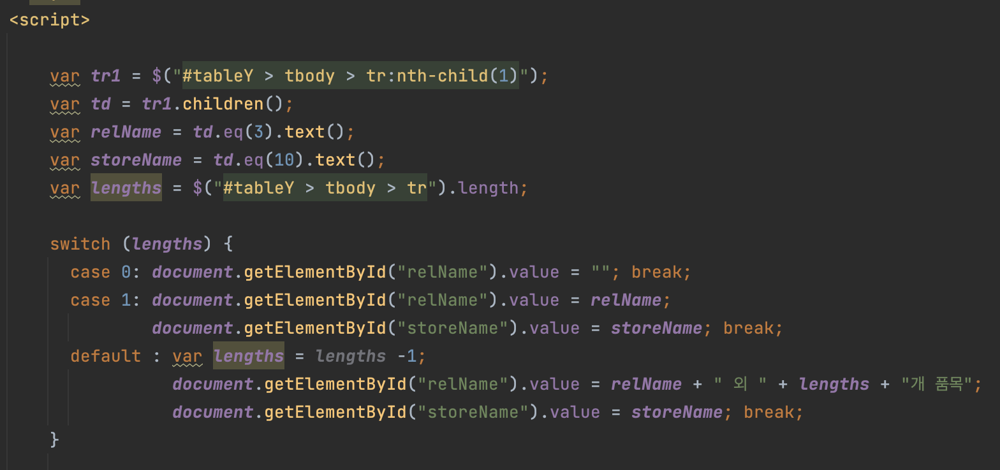 <script>
var tr1 = $("#tableY > tbody > tr:nth-child(1)");
var td = tr1.children();
var relName = td.eq(3).text();
var storeName = td.eq(10).text();
var lengths = $("#tableY > tbody > tr").length;
switch (lengths) {
case 0: document.getElementById("relName").value = ""; break;
case 1: document.getElementById("relName").value = relName;
document.getElementById("storeName").value = storeName; break;
default : var lengths = lengths -1;
document.getElementById("relName").value = relName + " 외 " + lengths + "개 품목";
document.getElementById("storeName").value = storeName; break;
}